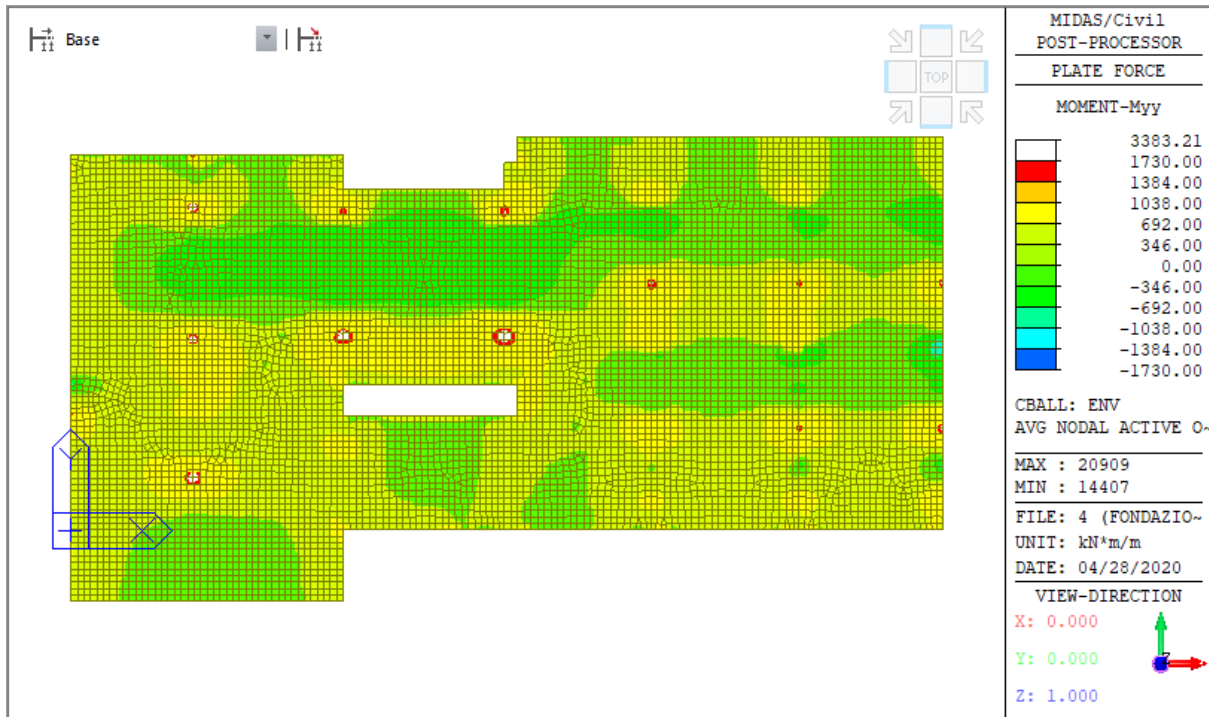 Base
TOP
MIDAS/Civil
POST-PROCESSOR
PLATE FORCE
MOMENT-Myy
3383.21
1730.00
1384.00
1038.00
692.00
346.00
0.00
-346.00
-692.00
-1038.00
-1384.00
-1730.00
CBALL: ENV
AVG NODAL ACTIVE O~
MAX : 20909
MIN : 14407
FILE: 4 (FONDAZIO~
UNIT: kN*m/m
DATE: 04/28/2020
VIEW-DIRECTION
X: 0.000
Y: 0.000
Z: 1.000
Z